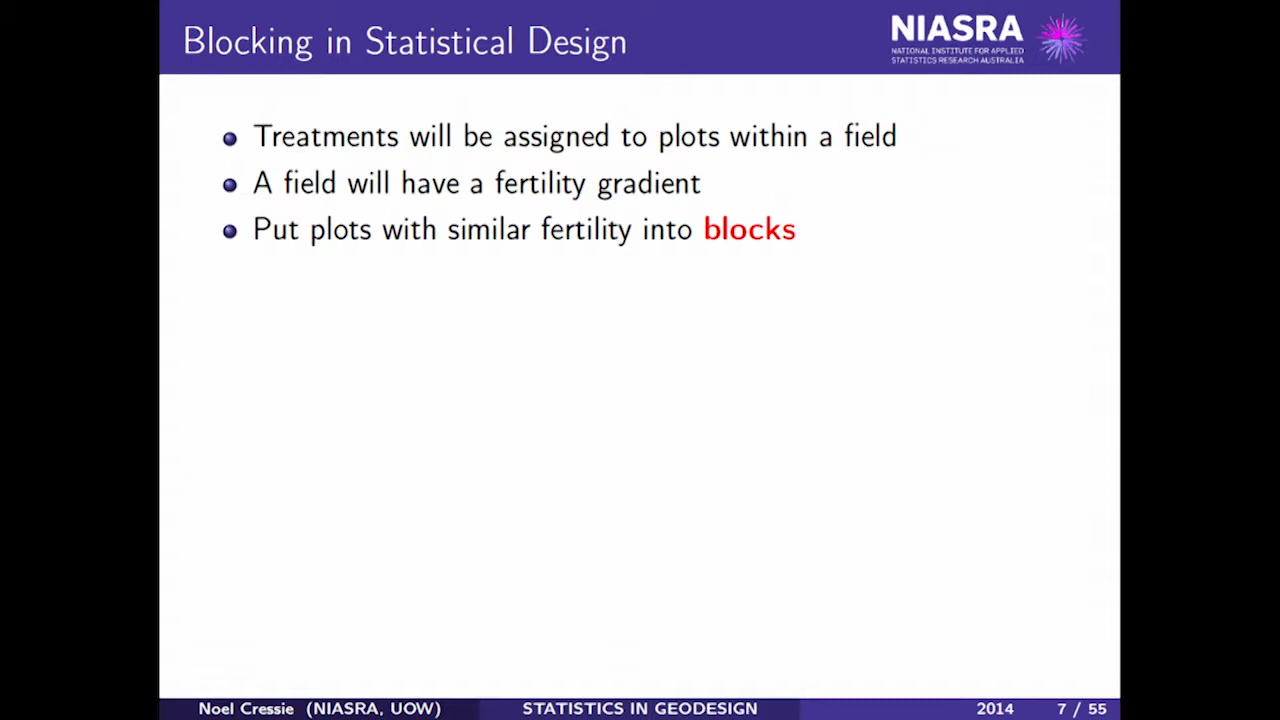 Blocking in Statistical Design
NIASRA
NATIONAL INSTITUTE FOR APPLIED
STATISTICS RESEARCH AUSTRALIA
Treatments will be assigned to plots within a field
A field will have a fertility gradient
Put plots with similar fertility into blocks
Noel Cressie (NIASRA, UOW) STATISTICS IN GEODESIGN 2014 7 / 55